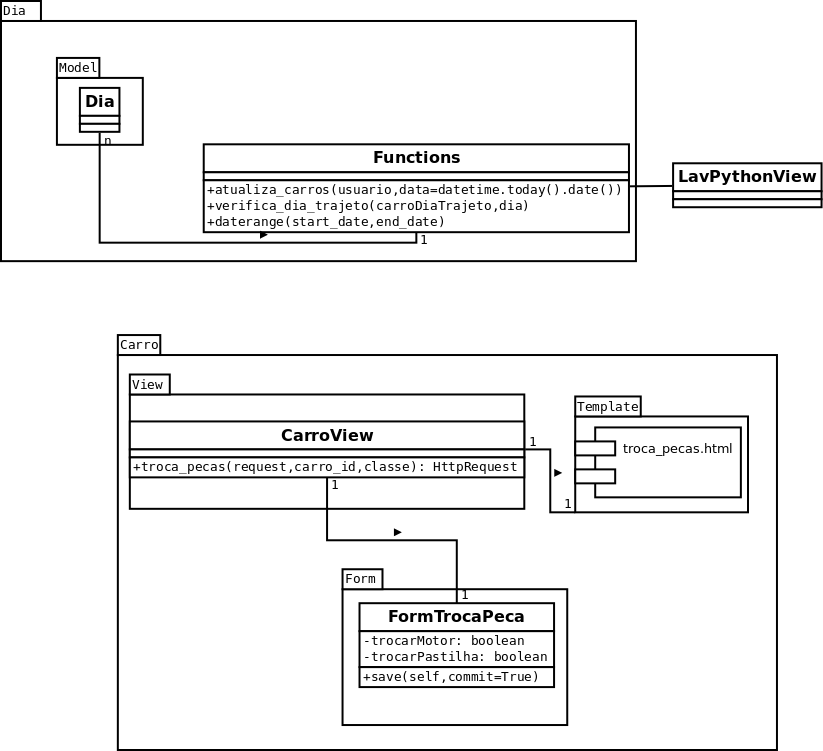 Dia
Model
Dia
n
Functions
+atualiza_carros(usuario,data=datetime.today().date())
+verifica_dia_trajeto(carroDiaTrajeto,dia)
+daterange(start_date,end_date)
1
LavPythonView
Carro
View
CarroView
+troca_pecas(request,carro_id,classe): HttpRequest
1
1
Template
troca_pecas.html
1
Form
1
FormTrocaPeca
-trocarMotor: boolean
-trocarPastilha: boolean
+save(self,commit=True)